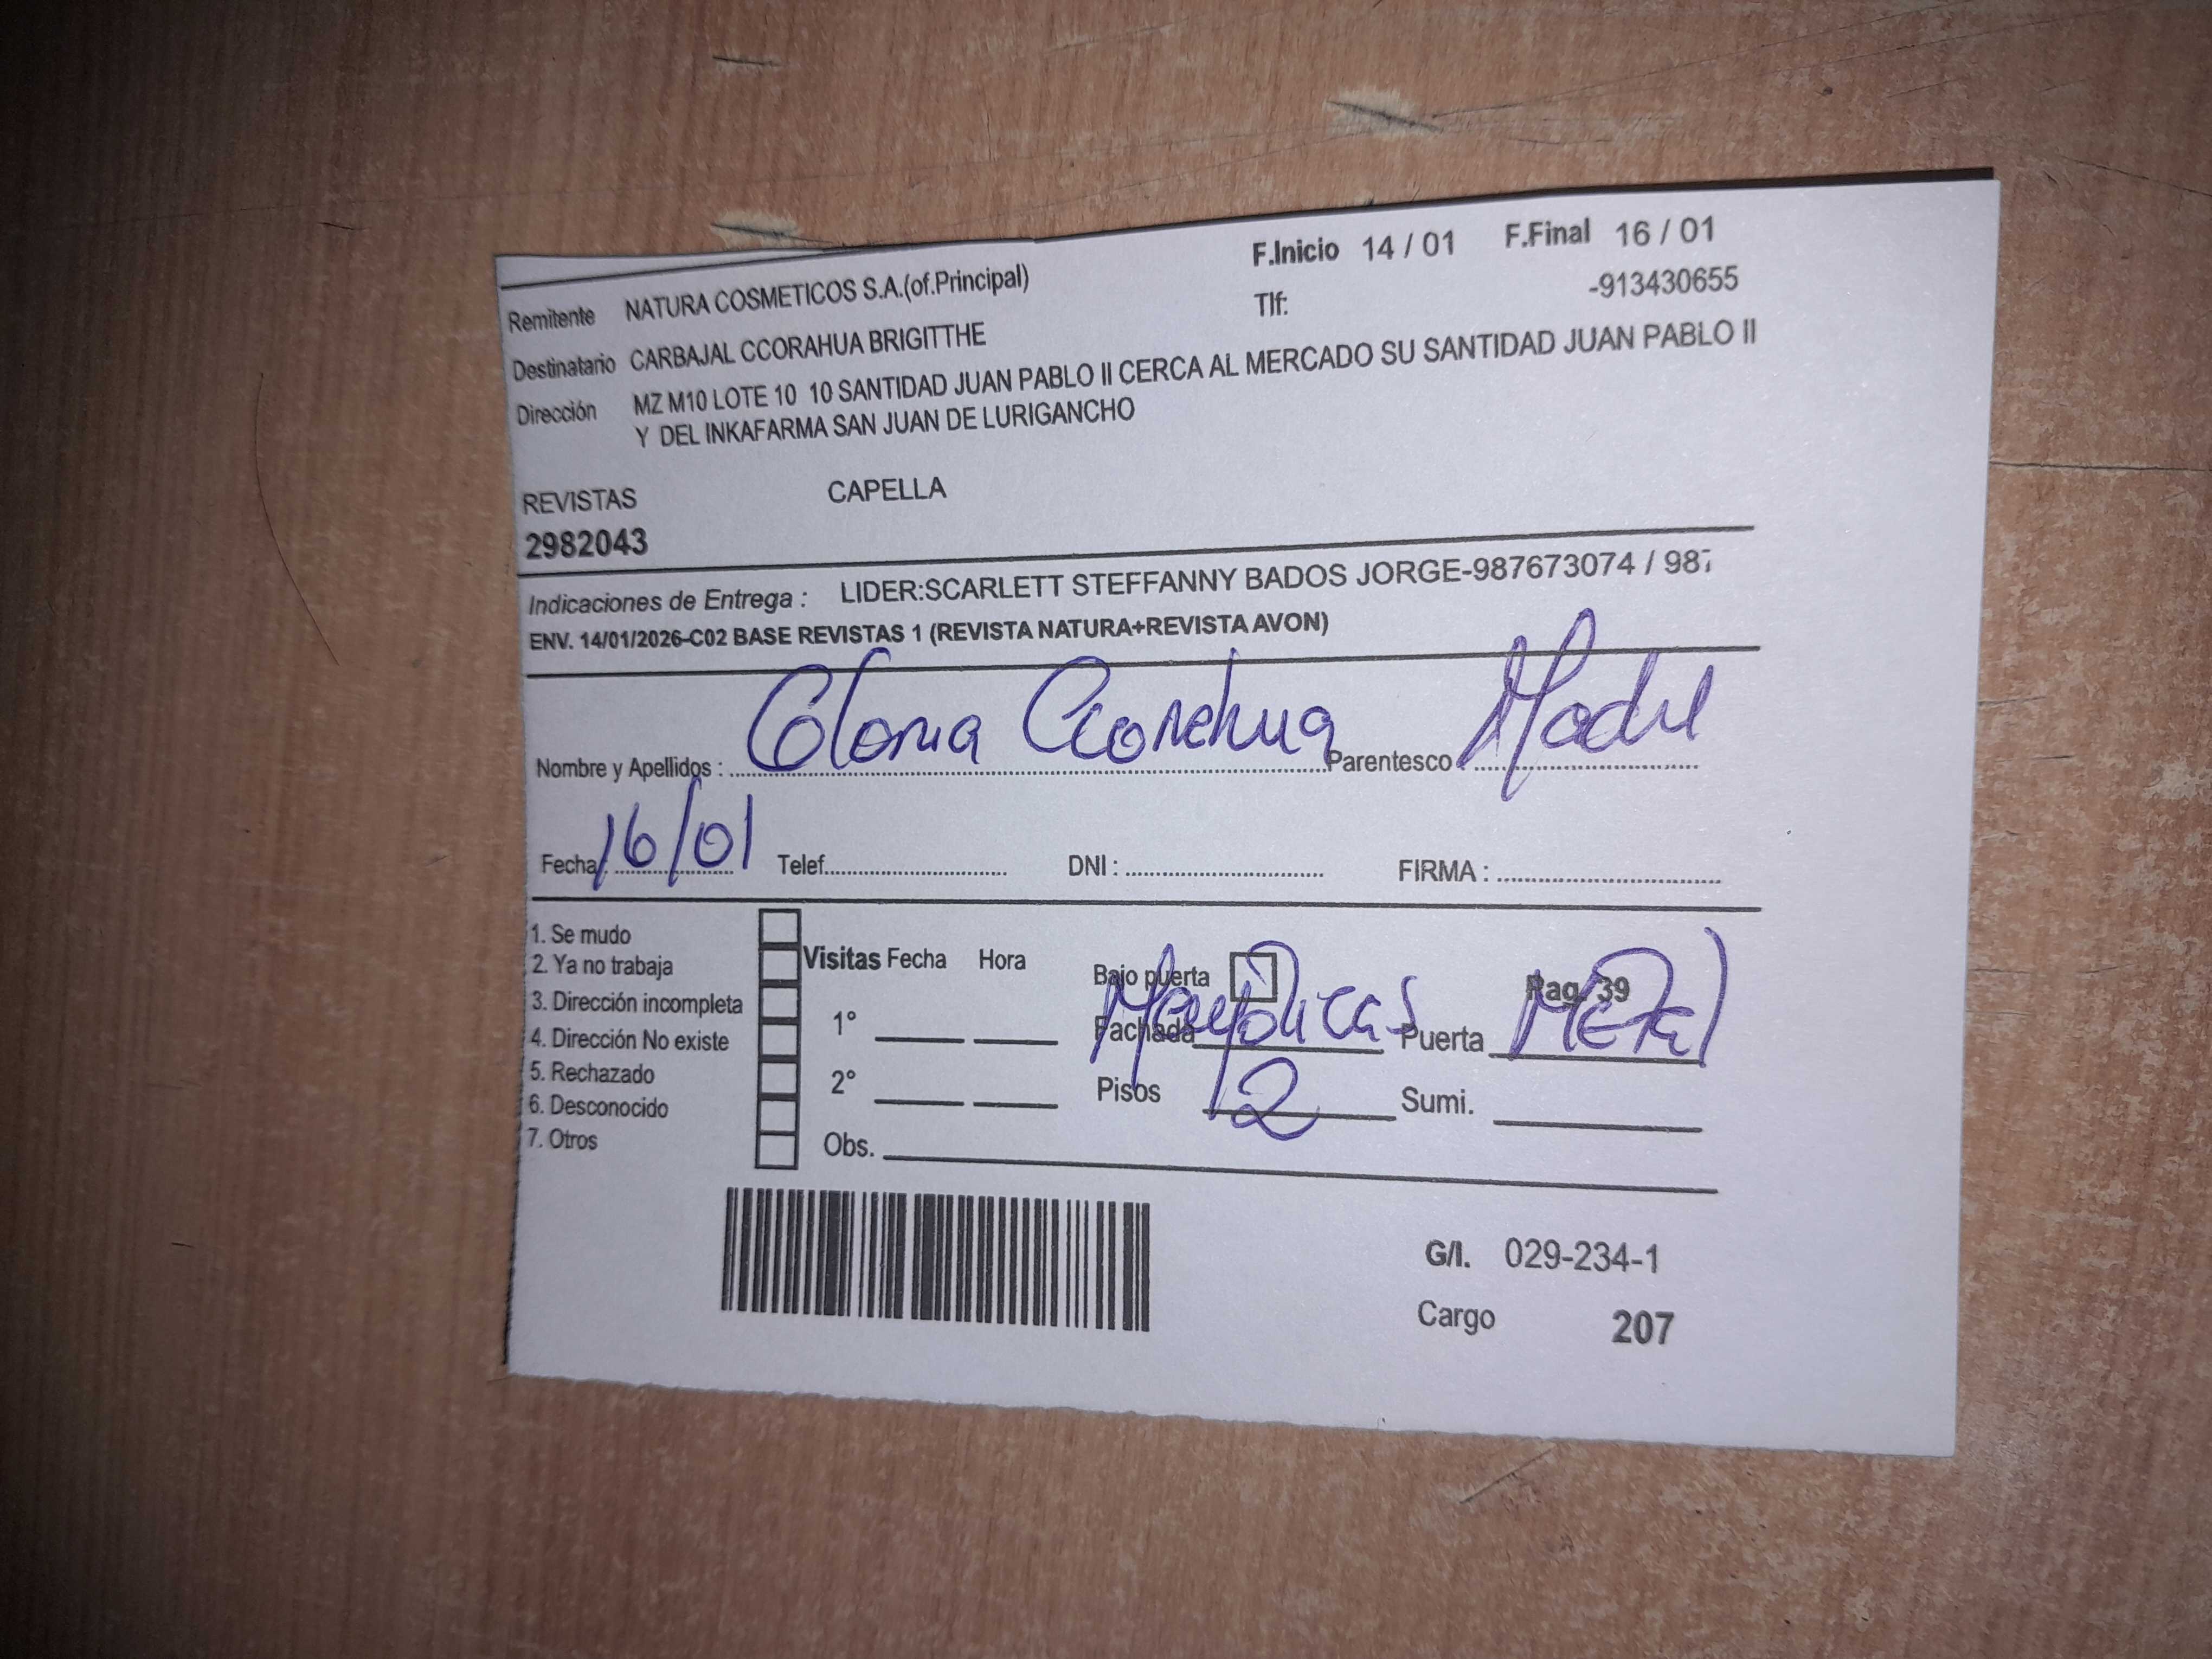 F.Inicio 14 / 01 F.Final 16 / 01
Remitente NATURA COSMETICOS S.A.(of.Principal) Tlf: -913430655
Destinatario CARBAJAL CCORAHUA BRIGITTHE
Dirección MZ M10 LOTE 10 10 SANTIDAD JUAN PABLO II CERCA AL MERCADO SU SANTIDAD JUAN PABLO II
Y DEL INKAFARMA SAN JUAN DE LURIGANCHO
REVISTAS CAPELLA
2982043
Indicaciones de Entrega : LIDER:SCARLETT STEFFANNY BADOS JORGE-987673074 / 987
ENV. 14/01/2026-C02 BASE REVISTAS 1 (REVISTA NATURA+REVISTA AVON)
Nombre y Apellidos : Gloria Ccorahua Parentesco : Madre
Fecha : 16/01 Telef. DNI : FIRMA :
1. Se mudo
2. Ya no trabaja Visitas Fecha Hora Bajo puerta Pag. 39
3. Dirección incompleta
4. Dirección No existe 1° Fachada Mayolicas Puerta Metal
5. Rechazado 2° Pisos 2 Sumi.
6. Desconocido
7. Otros Obs.
G/I. 029-234-1
Cargo 207